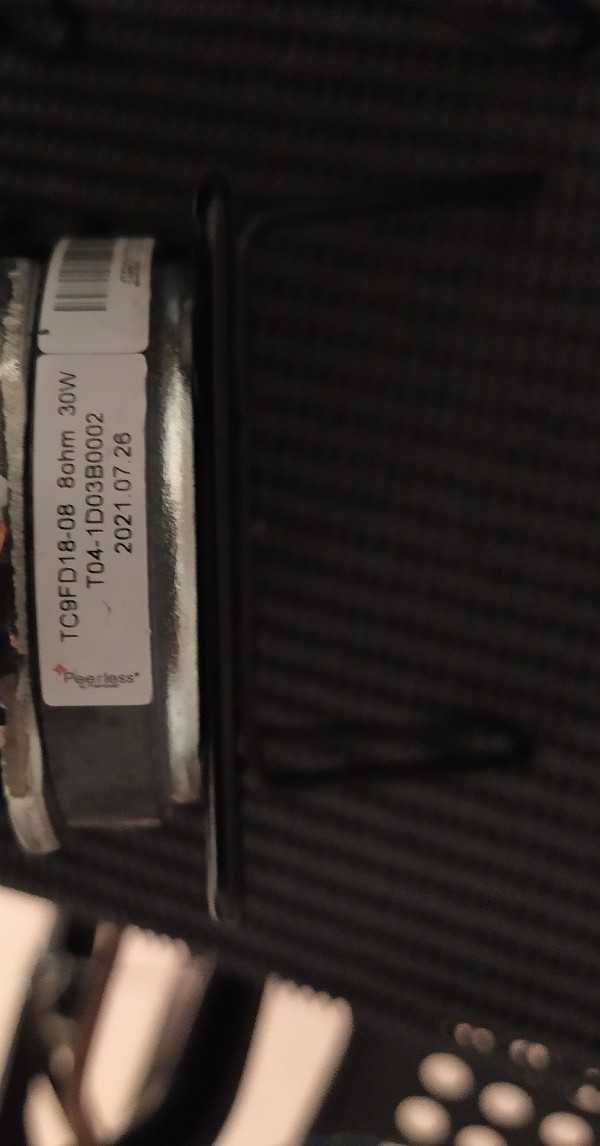 TC9FD18-08 8ohm 30W
T04-1D03B0002
2021.07.26
Peerless